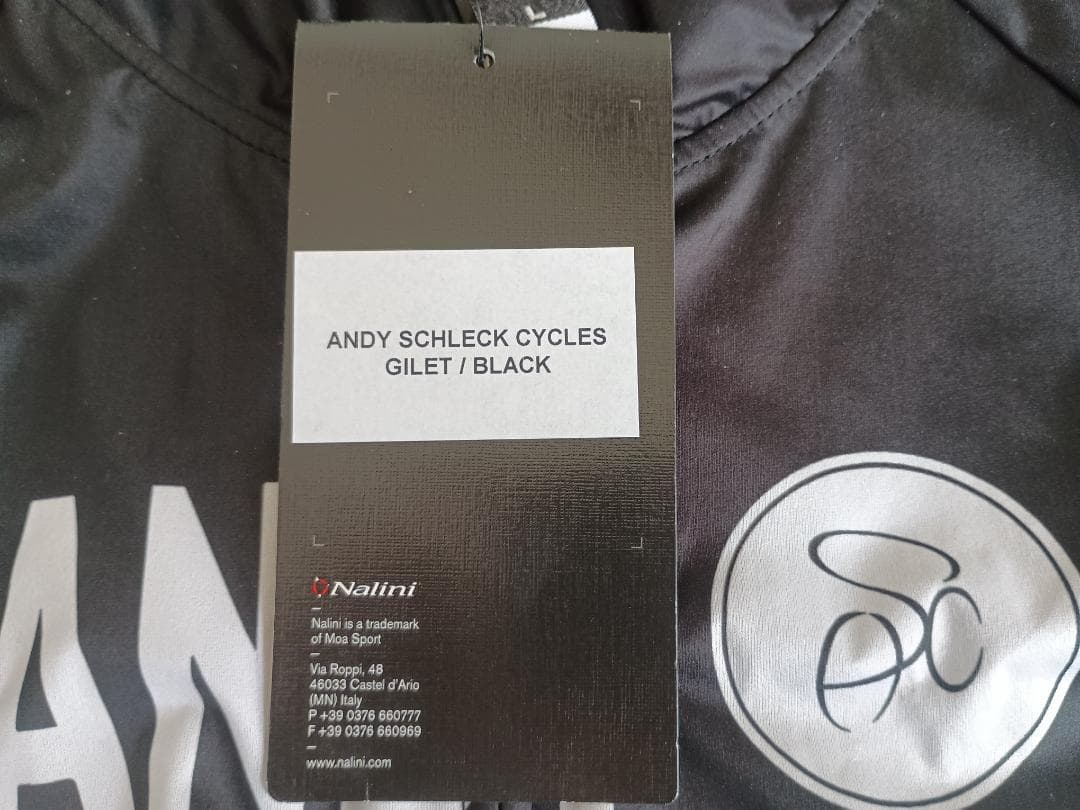 ANDY SCHLECK CYCLES
GILET / BLACK
Nalini
Nalini is a trademark
of Moa Sport
Via Roppi, 48
46033 Castel d'Ario
(MN) Italy
P +39 0376 660777
F +39 0376 660969
www.nalini.com
AN
ASC